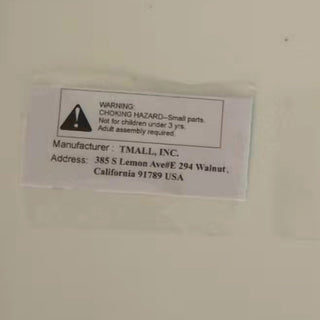 WARNING:
CHOKING HAZARD--Small parts.
Not for children under 3 yrs.
Adult assembly required.
Manufacturer : TMALL, INC.
Address: 385 S Lemon Ave#E 294 Walnut,
California 91789 USA